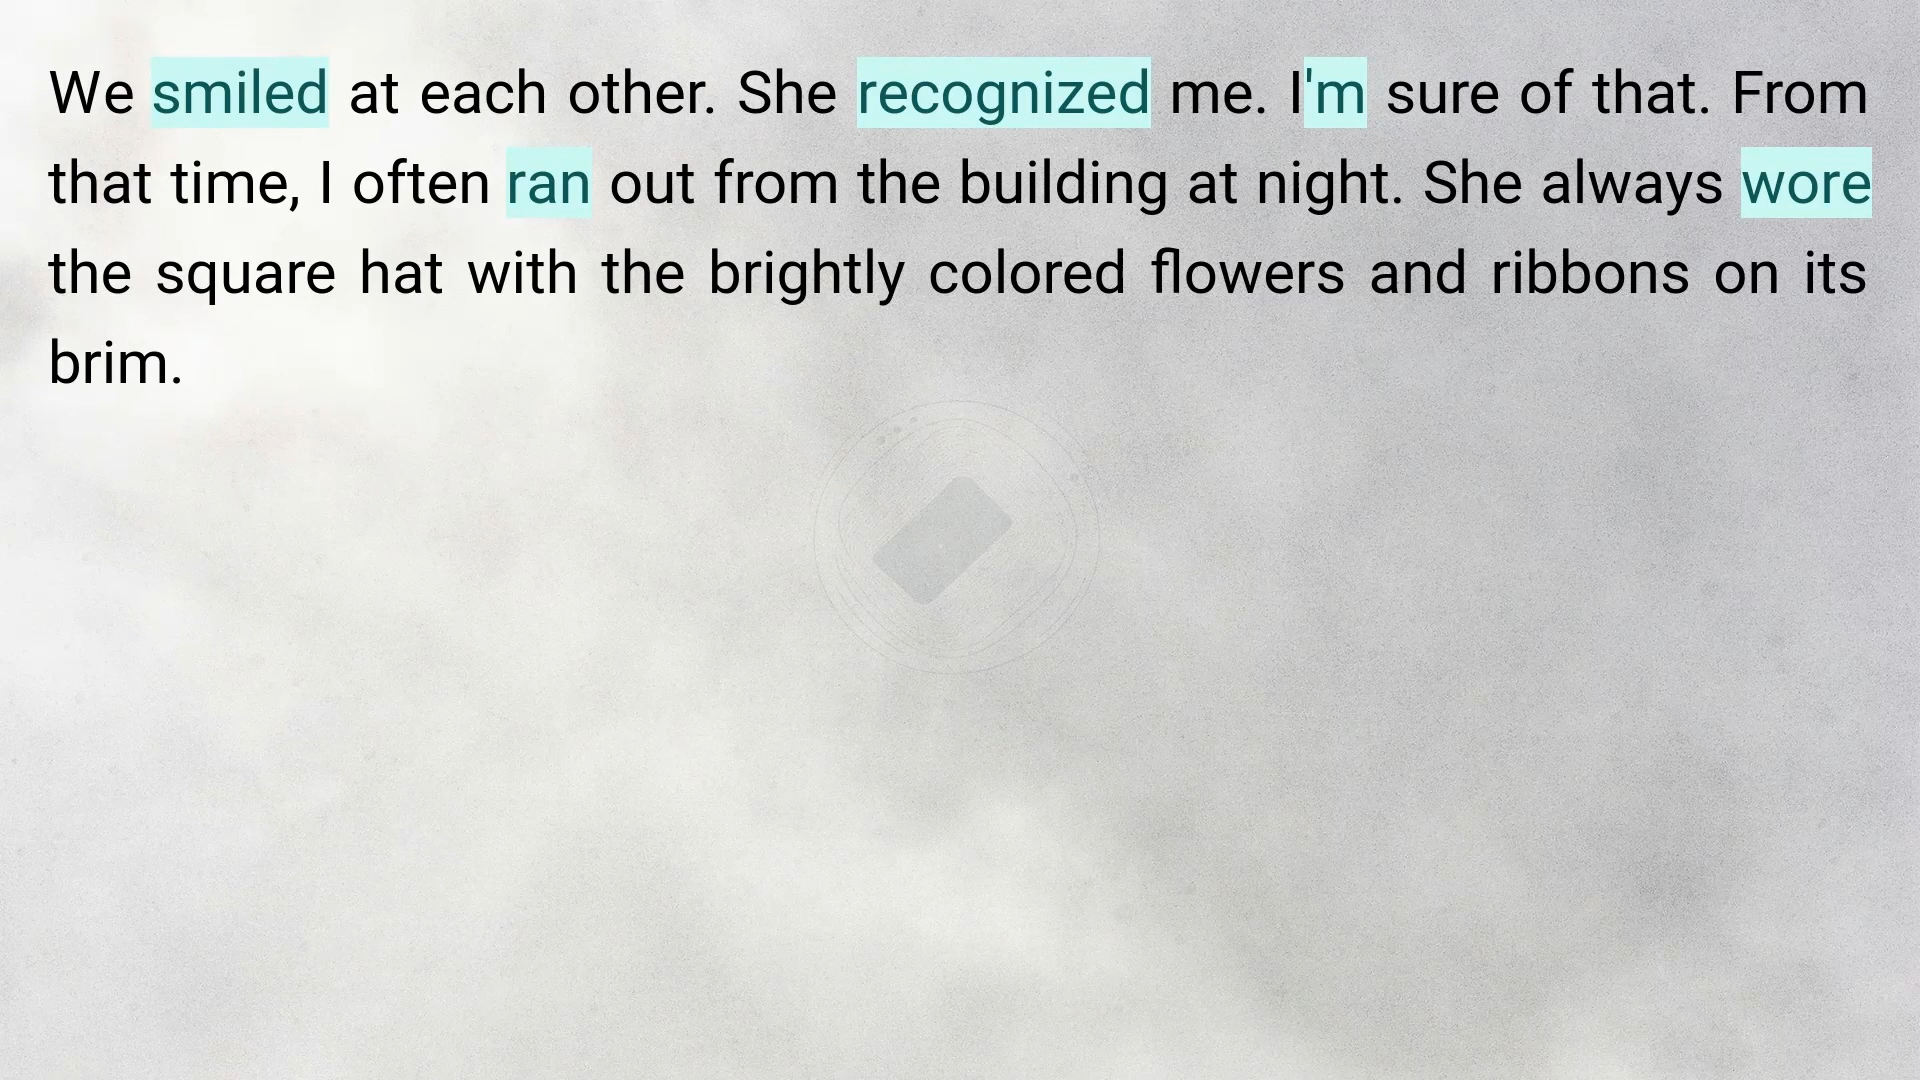 We smiled at each other. She recognized me. I'm sure of that. From
that time, I often ran out from the building at night. She always wore
the square hat with the brightly colored flowers and ribbons on its
brim.